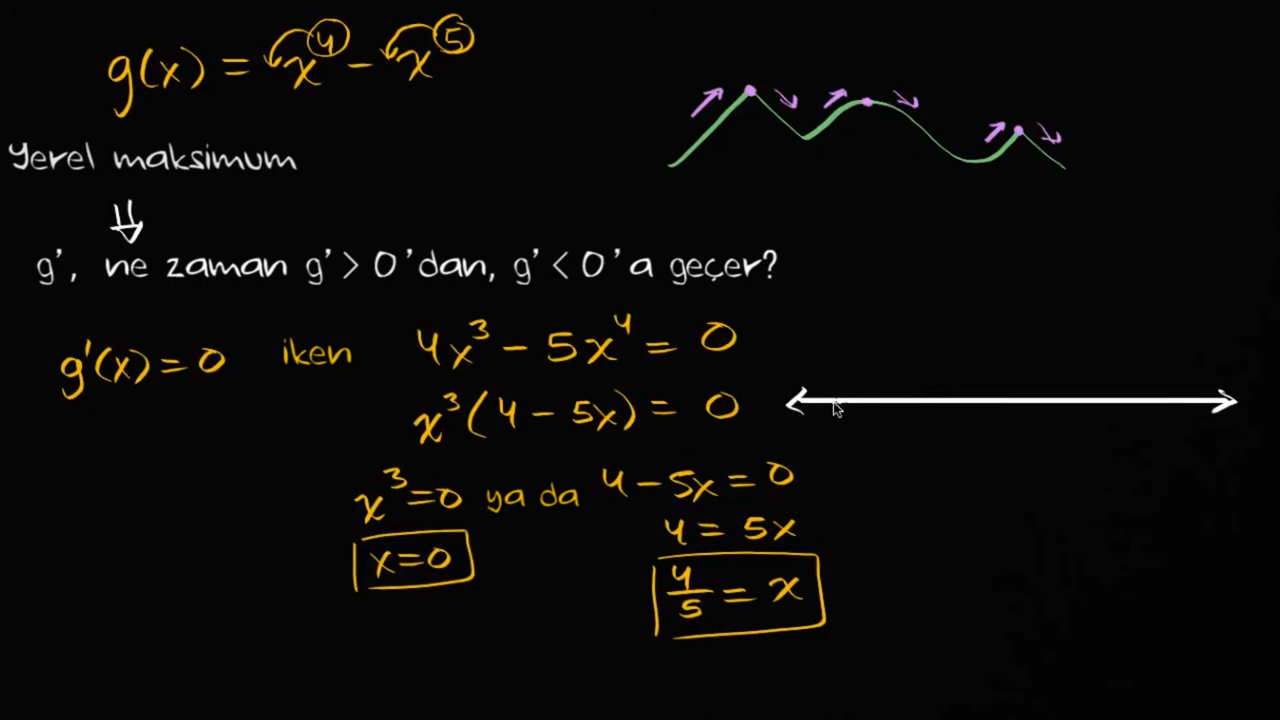 g(x) = x⁴ - x⁵
Yerel maksimum
g', ne zaman g' > 0'dan, g' < 0'a geçer?
g'(x) = 0 iken 4x³ - 5x⁴ = 0
x³(4 - 5x) = 0
x³=0 ya da 4 - 5x = 0
4 = 5x
x=0
4/5 = x